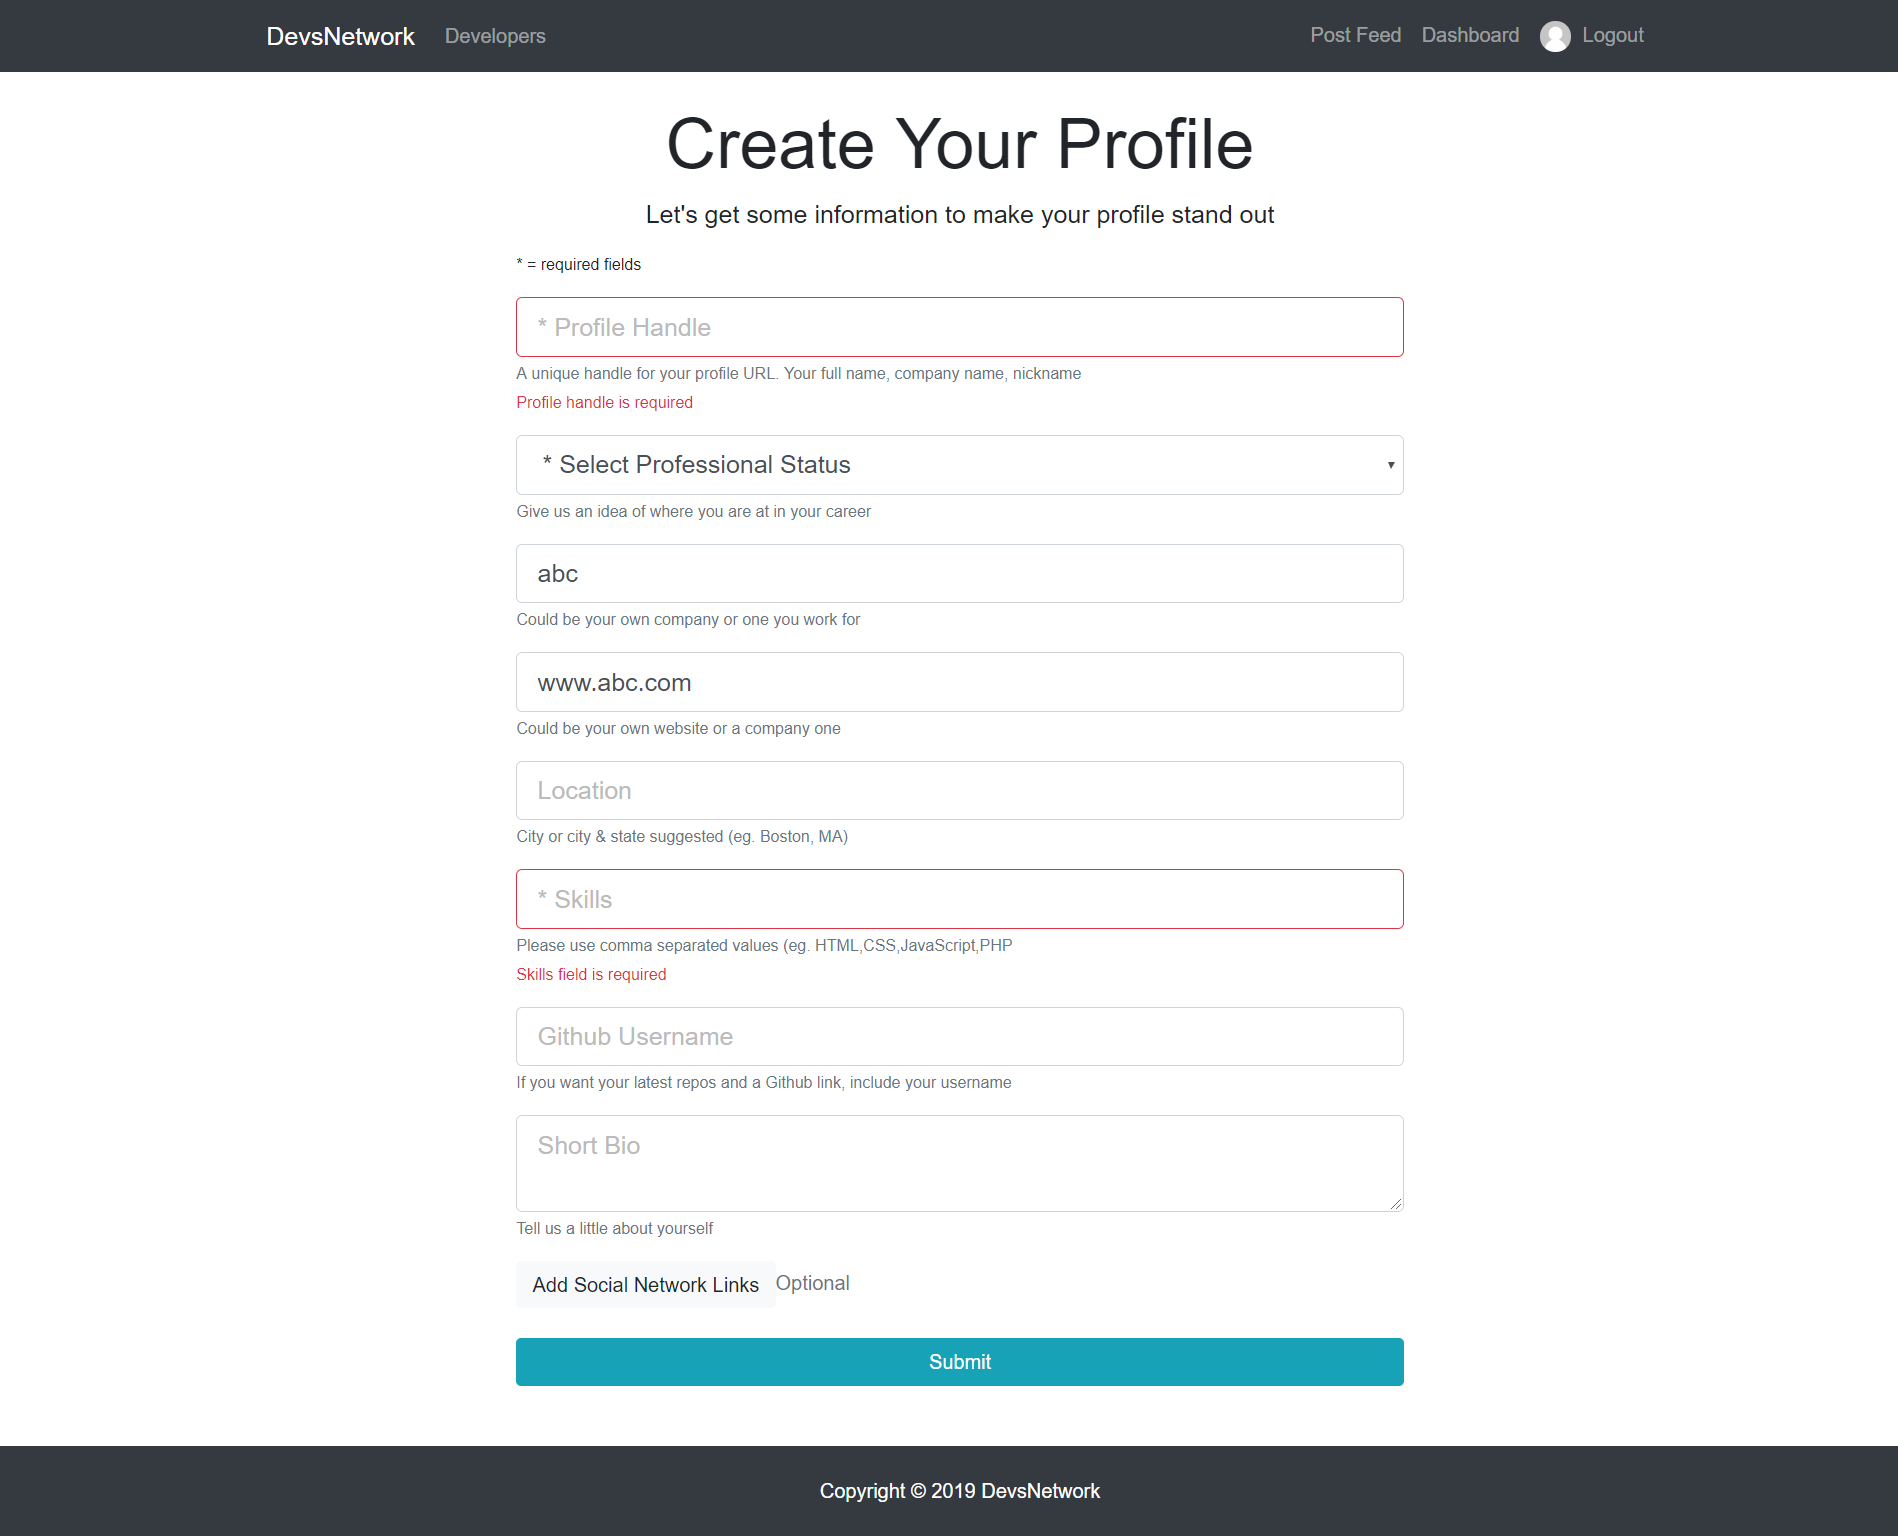 DevsNetwork Developers Post Feed Dashboard Logout
Create Your Profile
Let's get some information to make your profile stand out
* = required fields
* Profile Handle
A unique handle for your profile URL. Your full name, company name, nickname
Profile handle is required
* Select Professional Status
Give us an idea of where you are at in your career
abc
Could be your own company or one you work for
www.abc.com
Could be your own website or a company one
Location
City or city & state suggested (eg. Boston, MA)
* Skills
Please use comma separated values (eg. HTML,CSS,JavaScript,PHP
Skills field is required
Github Username
If you want your latest repos and a Github link, include your username
Short Bio
Tell us a little about yourself
Add Social Network Links Optional
Submit
Copyright © 2019 DevsNetwork